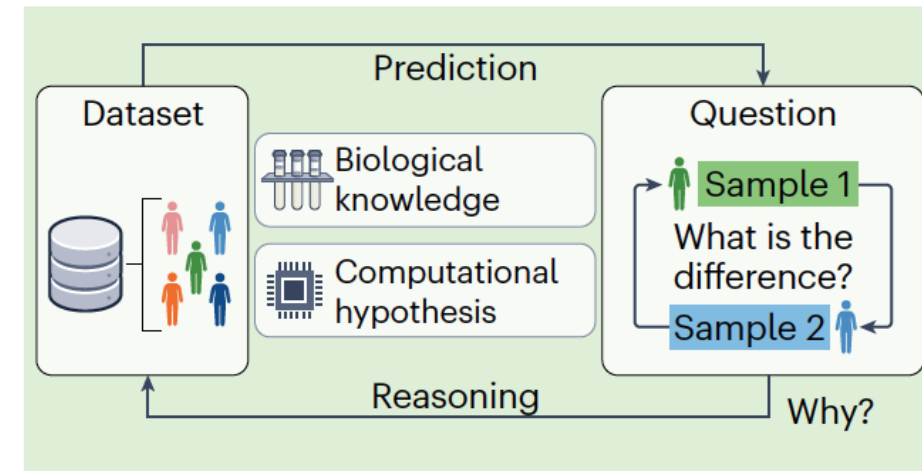 Prediction
Dataset
Biological
knowledge
Computational
hypothesis
Question
Sample 1
What is the
difference?
Sample 2
Reasoning
Why?